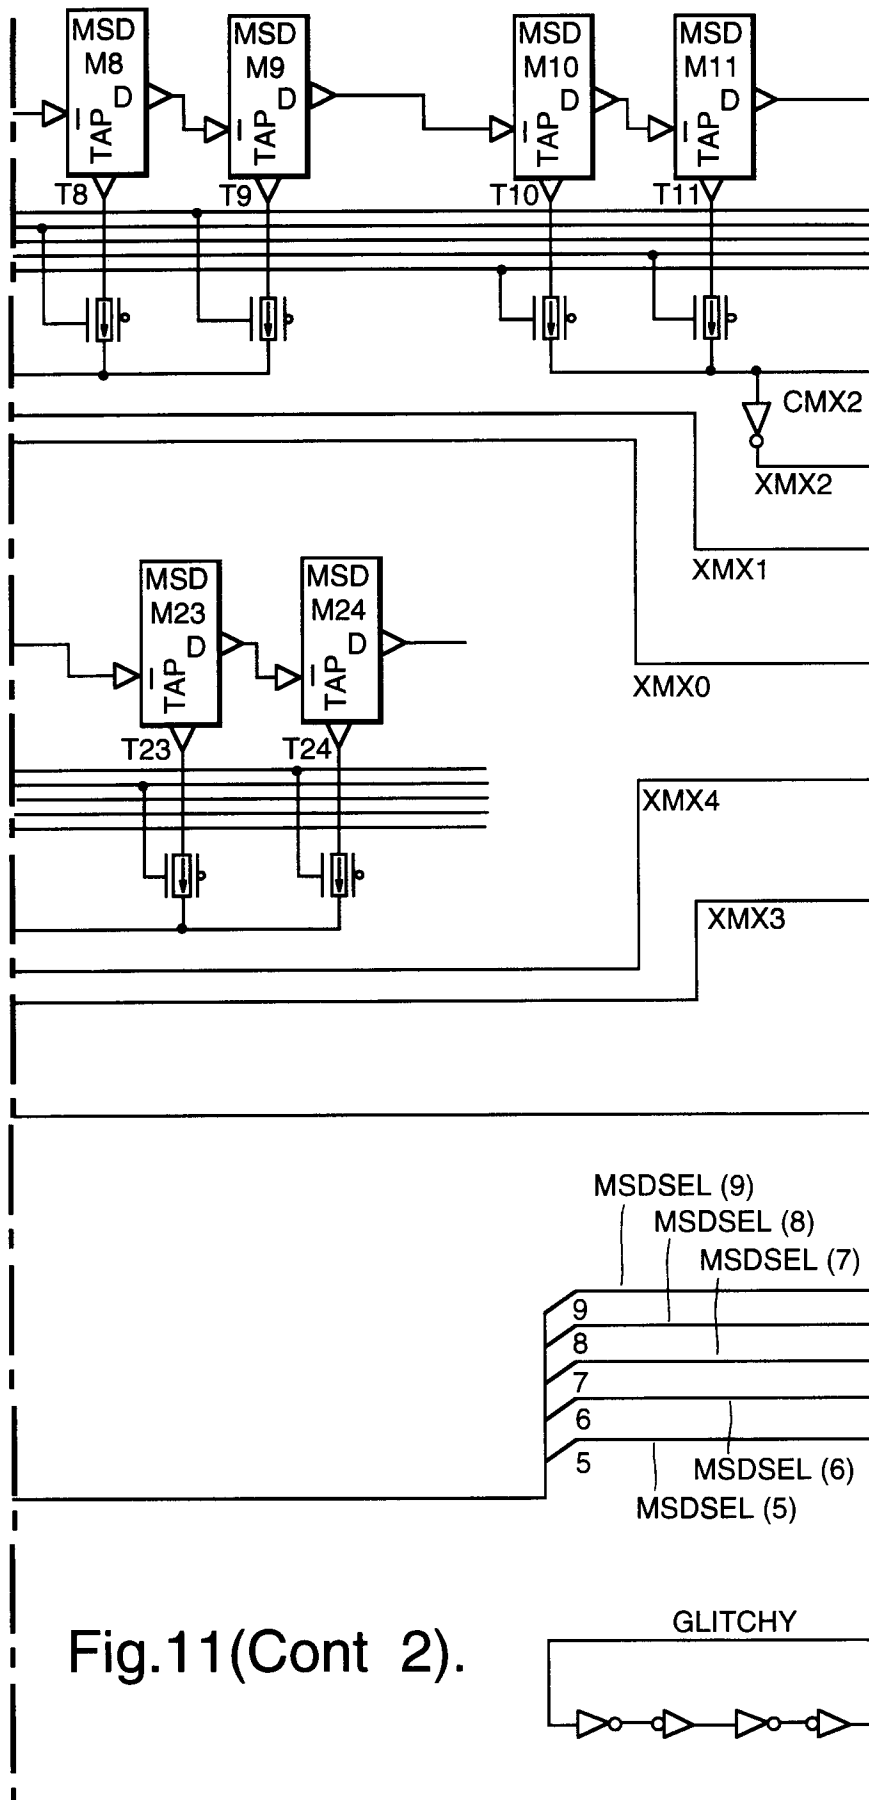 MSD MSD MSD MSD
M8 M9 M10 M11
D D D D
I I I I
TAP TAP TAP TAP
T8 T9 T10 T11
CMX2
XMX2
XMX1
MSD MSD
M23 M24
D D
I I
TAP TAP
XMX0
T23 T24
XMX4
XMX3
MSDSEL (9)
MSDSEL (8)
MSDSEL (7)
9
8
7
6
5
MSDSEL (6)
MSDSEL (5)
GLITCHY
Fig.11(Cont 2).